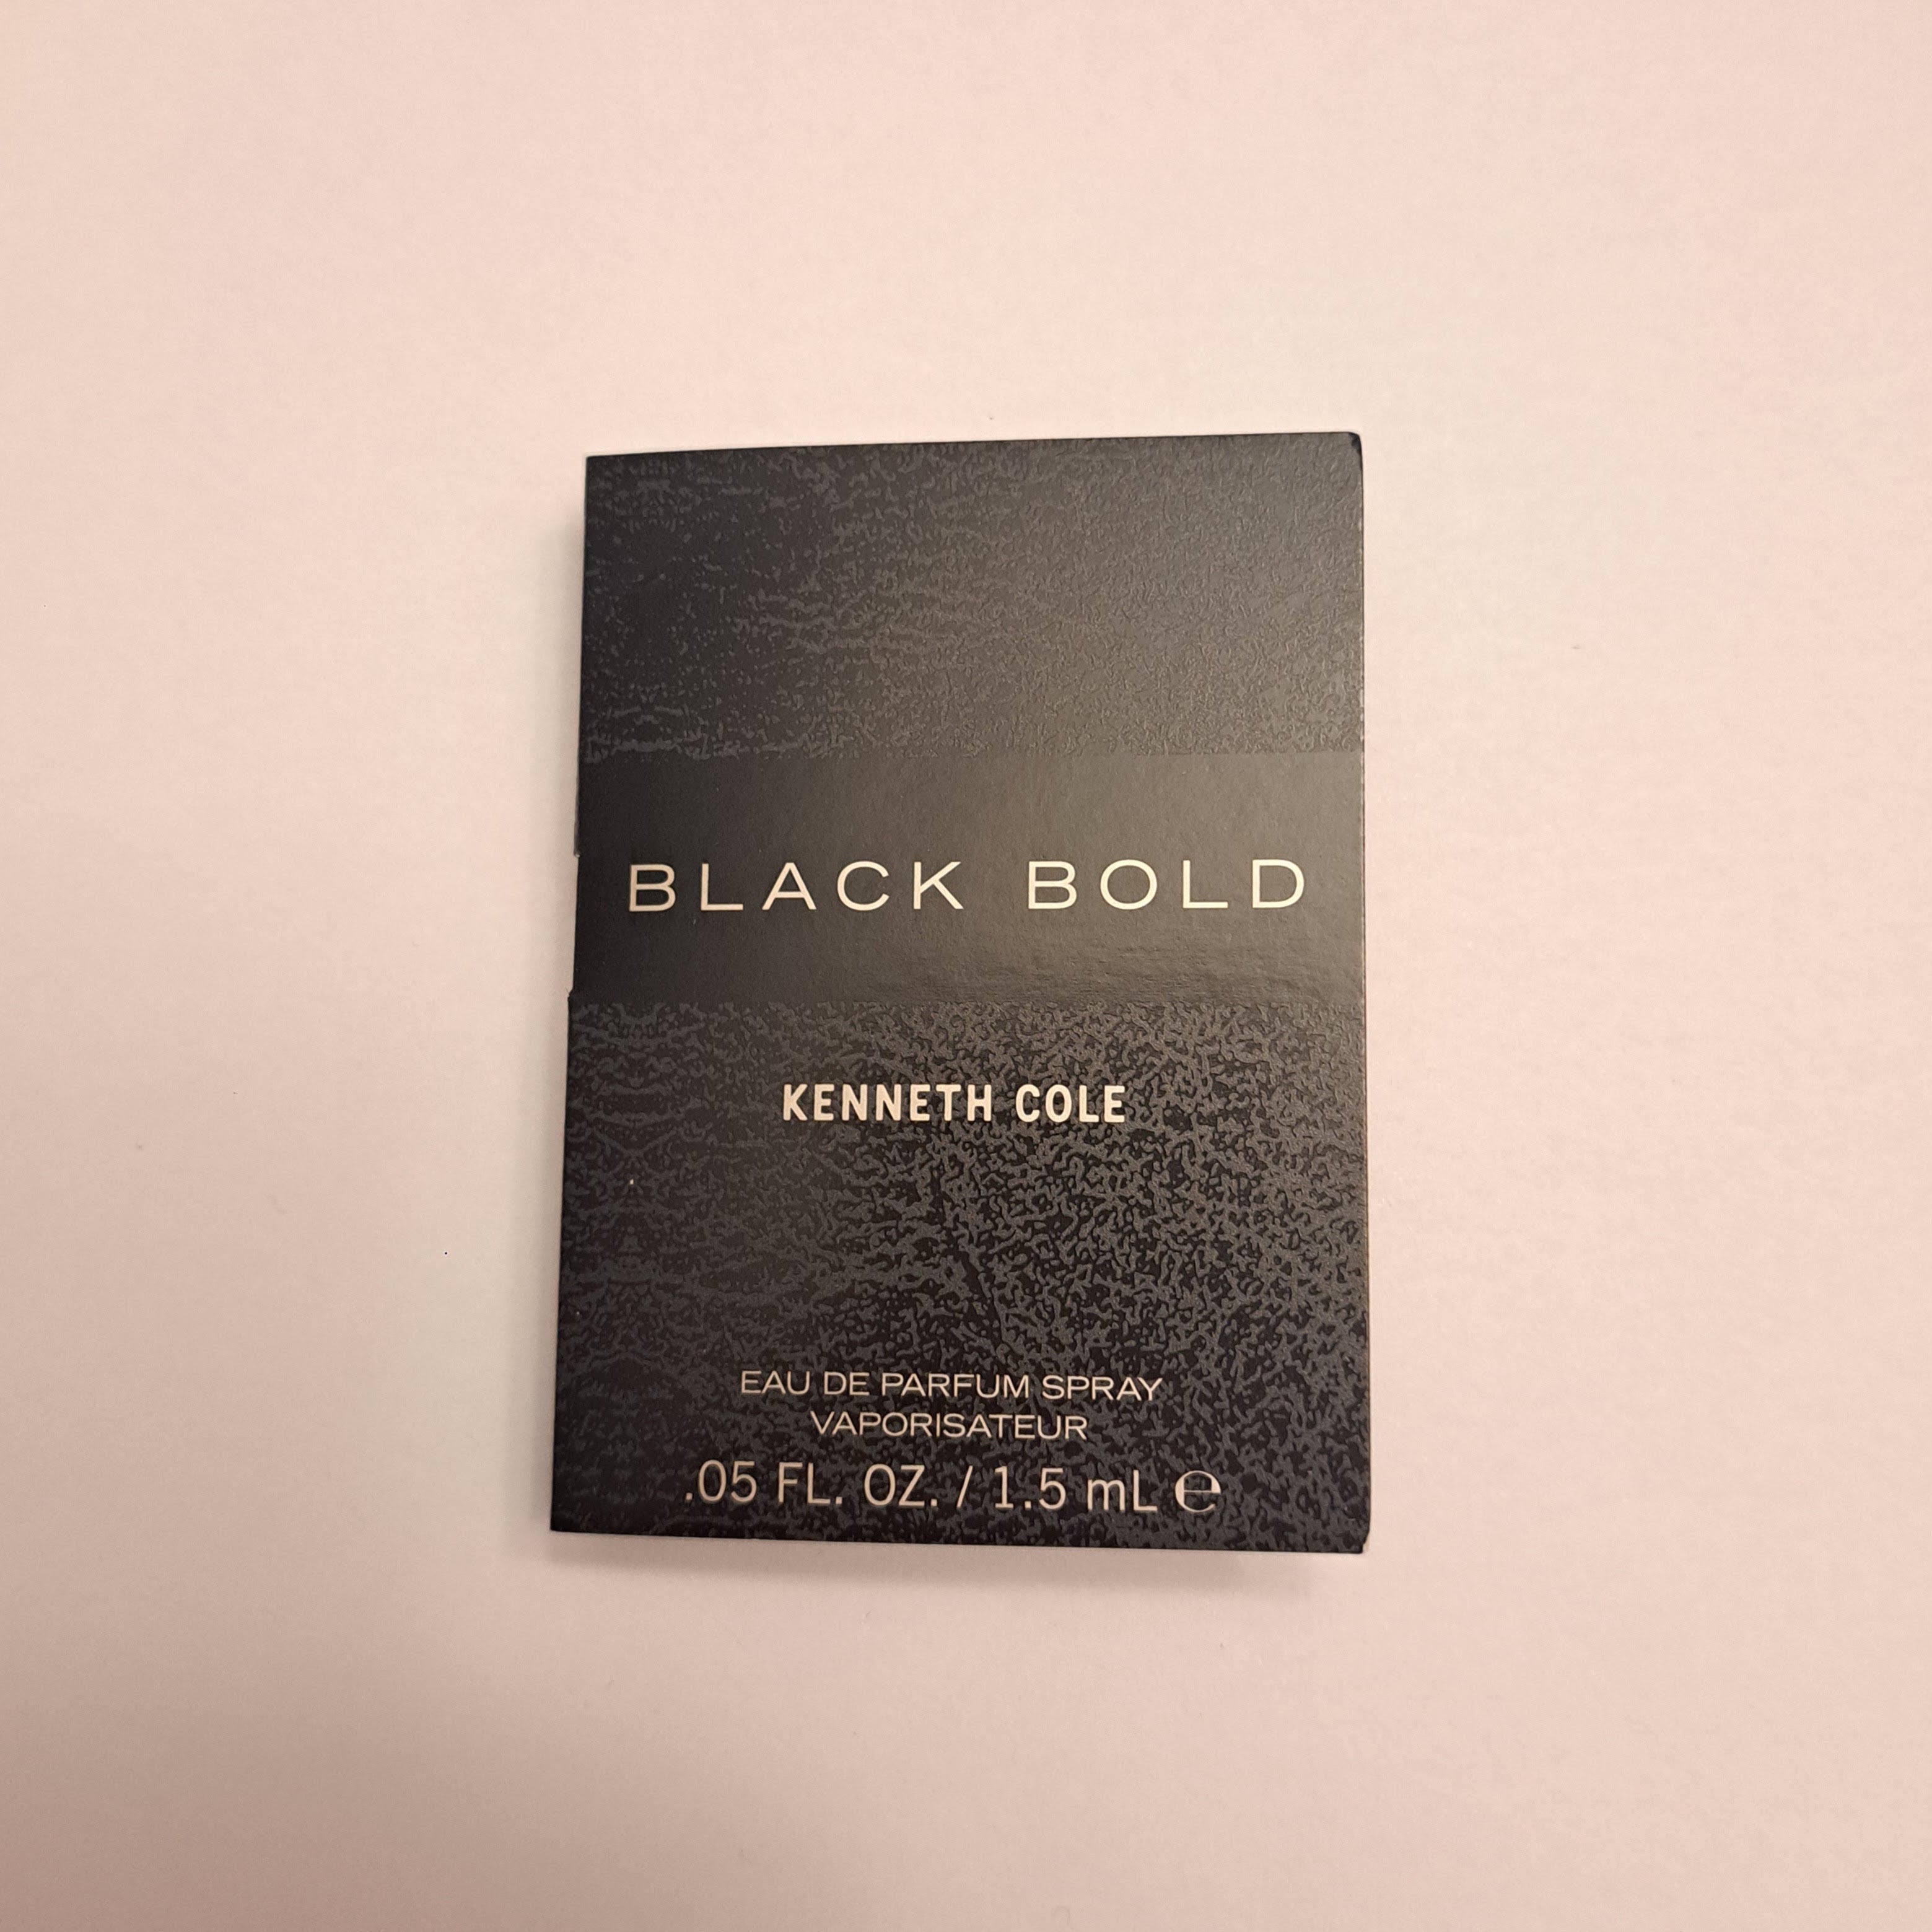 BLACK BOLD
KENNETH COLE
EAU DE PARFUM SPRAY
VAPORISATEUR
.05 FL. OZ. / 1.5 mL ℮